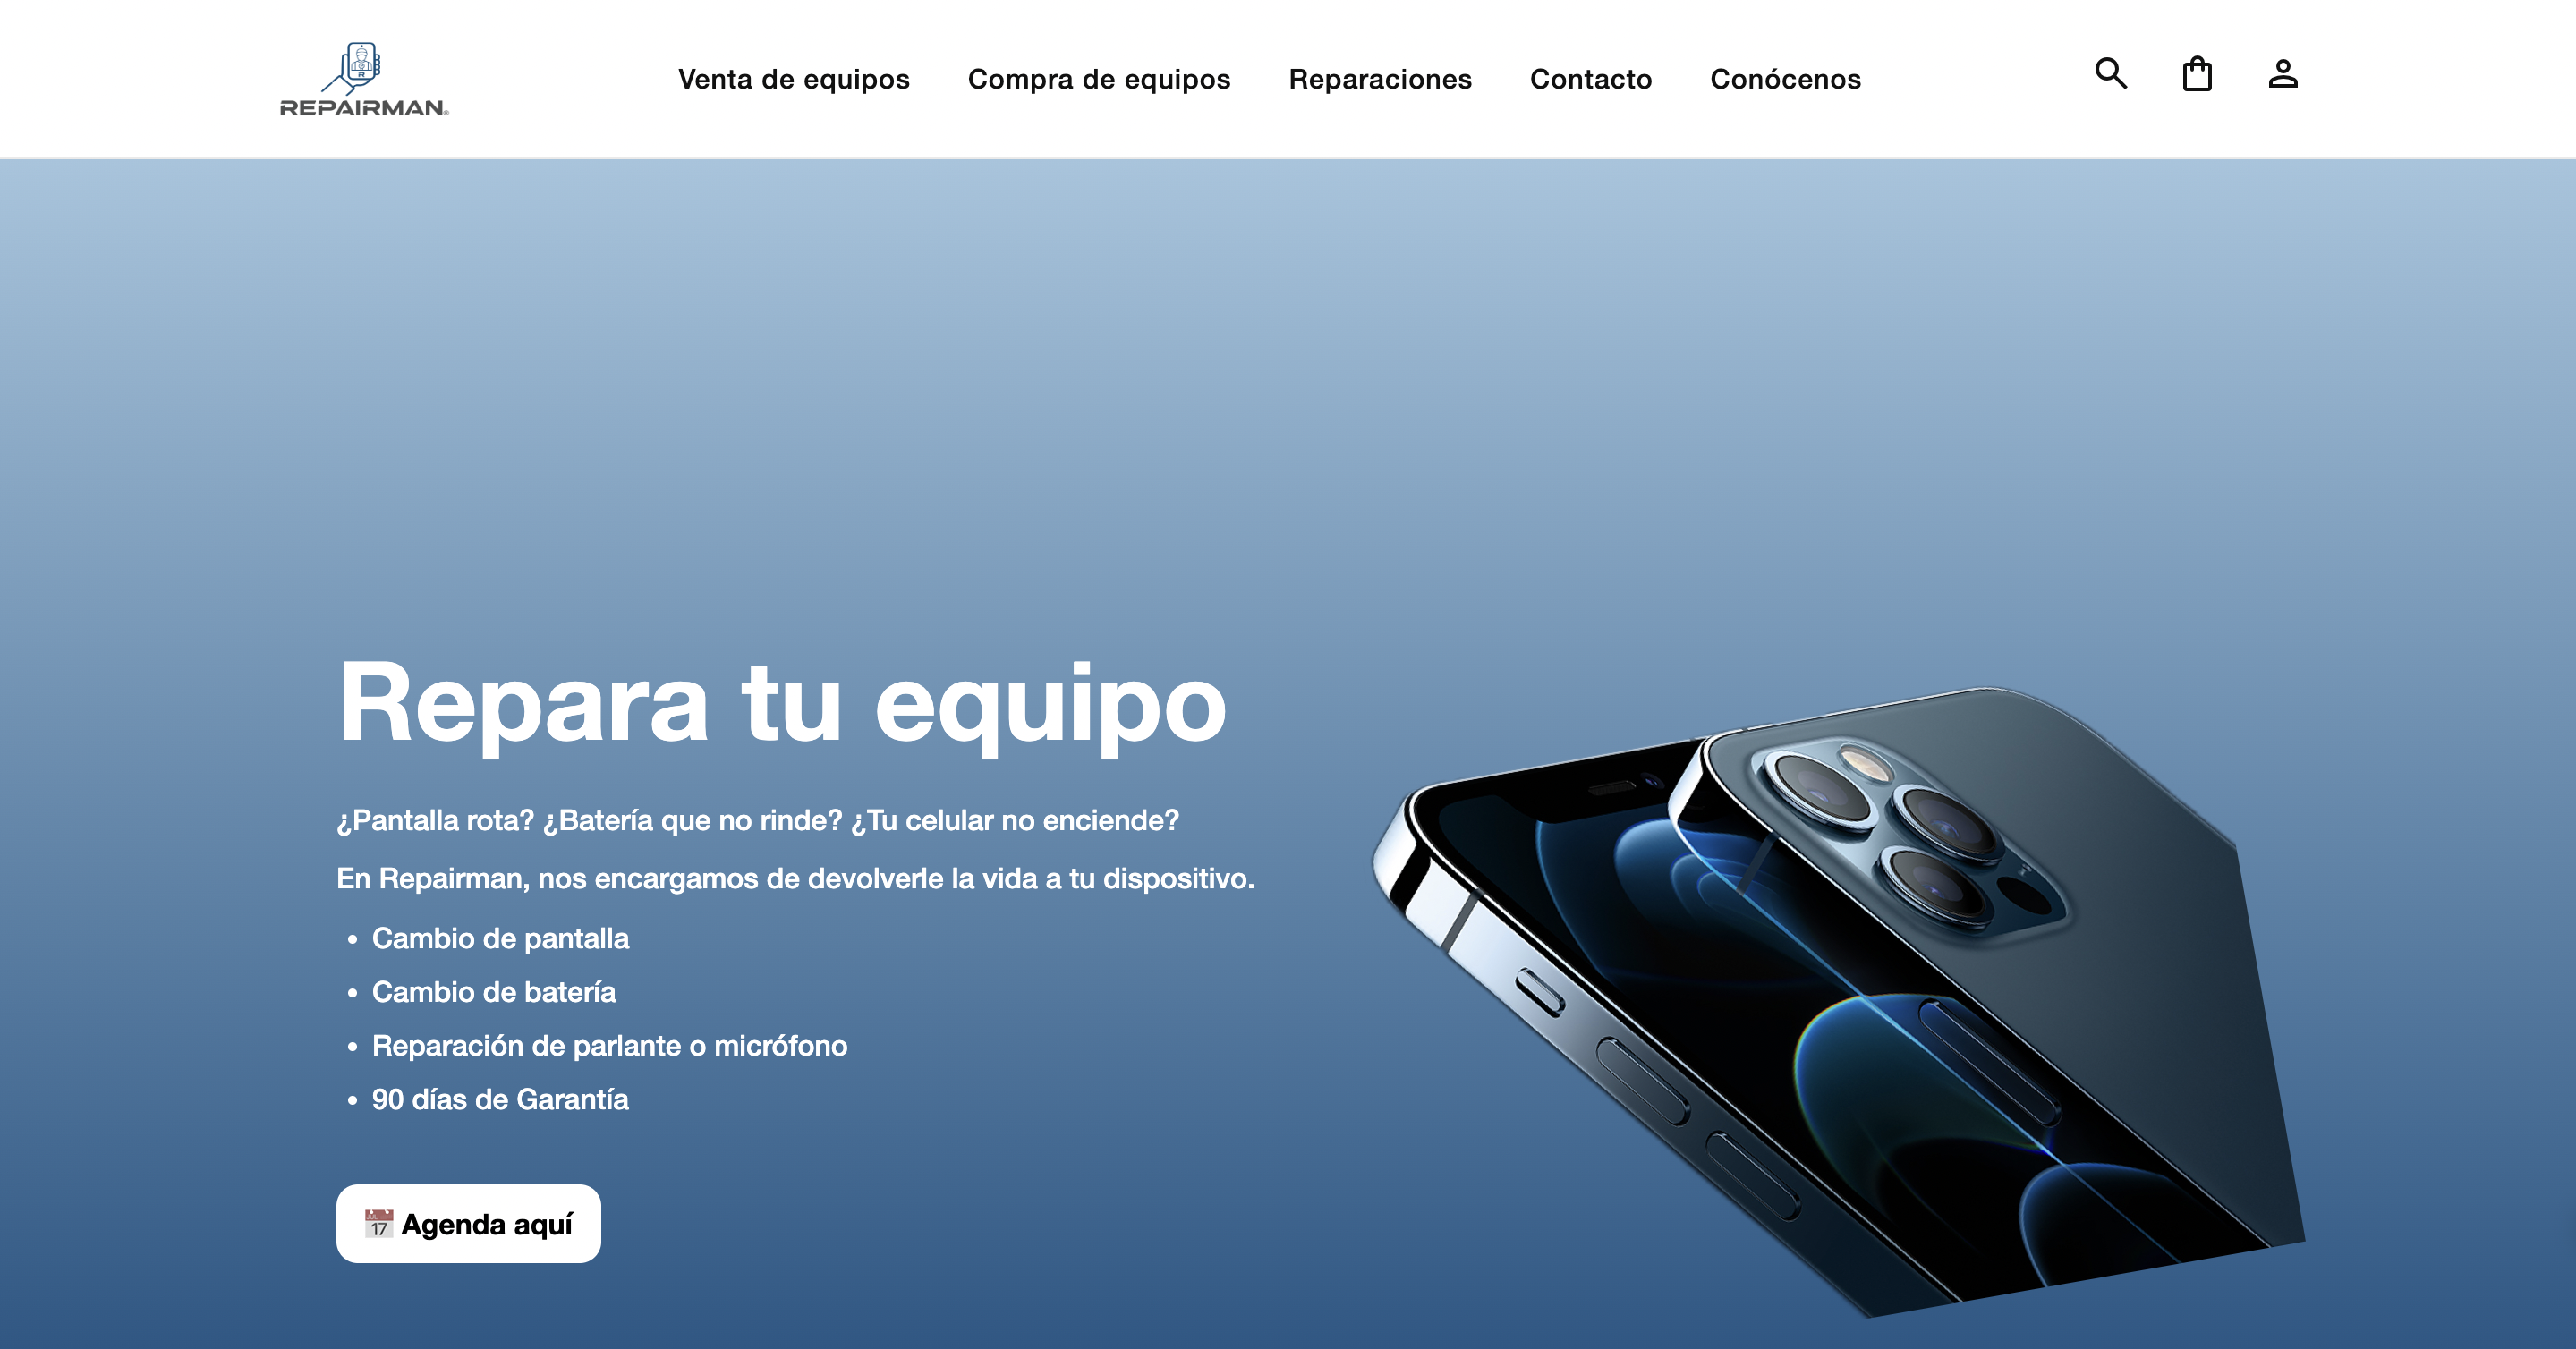 REPAIRMAN®
Venta de equipos
Compra de equipos
Reparaciones
Contacto
Conócenos
Repara tu equipo
¿Pantalla rota? ¿Batería que no rinde? ¿Tu celular no enciende?
En Repairman, nos encargamos de devolverle la vida a tu dispositivo.
• Cambio de pantalla
• Cambio de batería
• Reparación de parlante o micrófono
• 90 días de Garantía
17 Agenda aquí